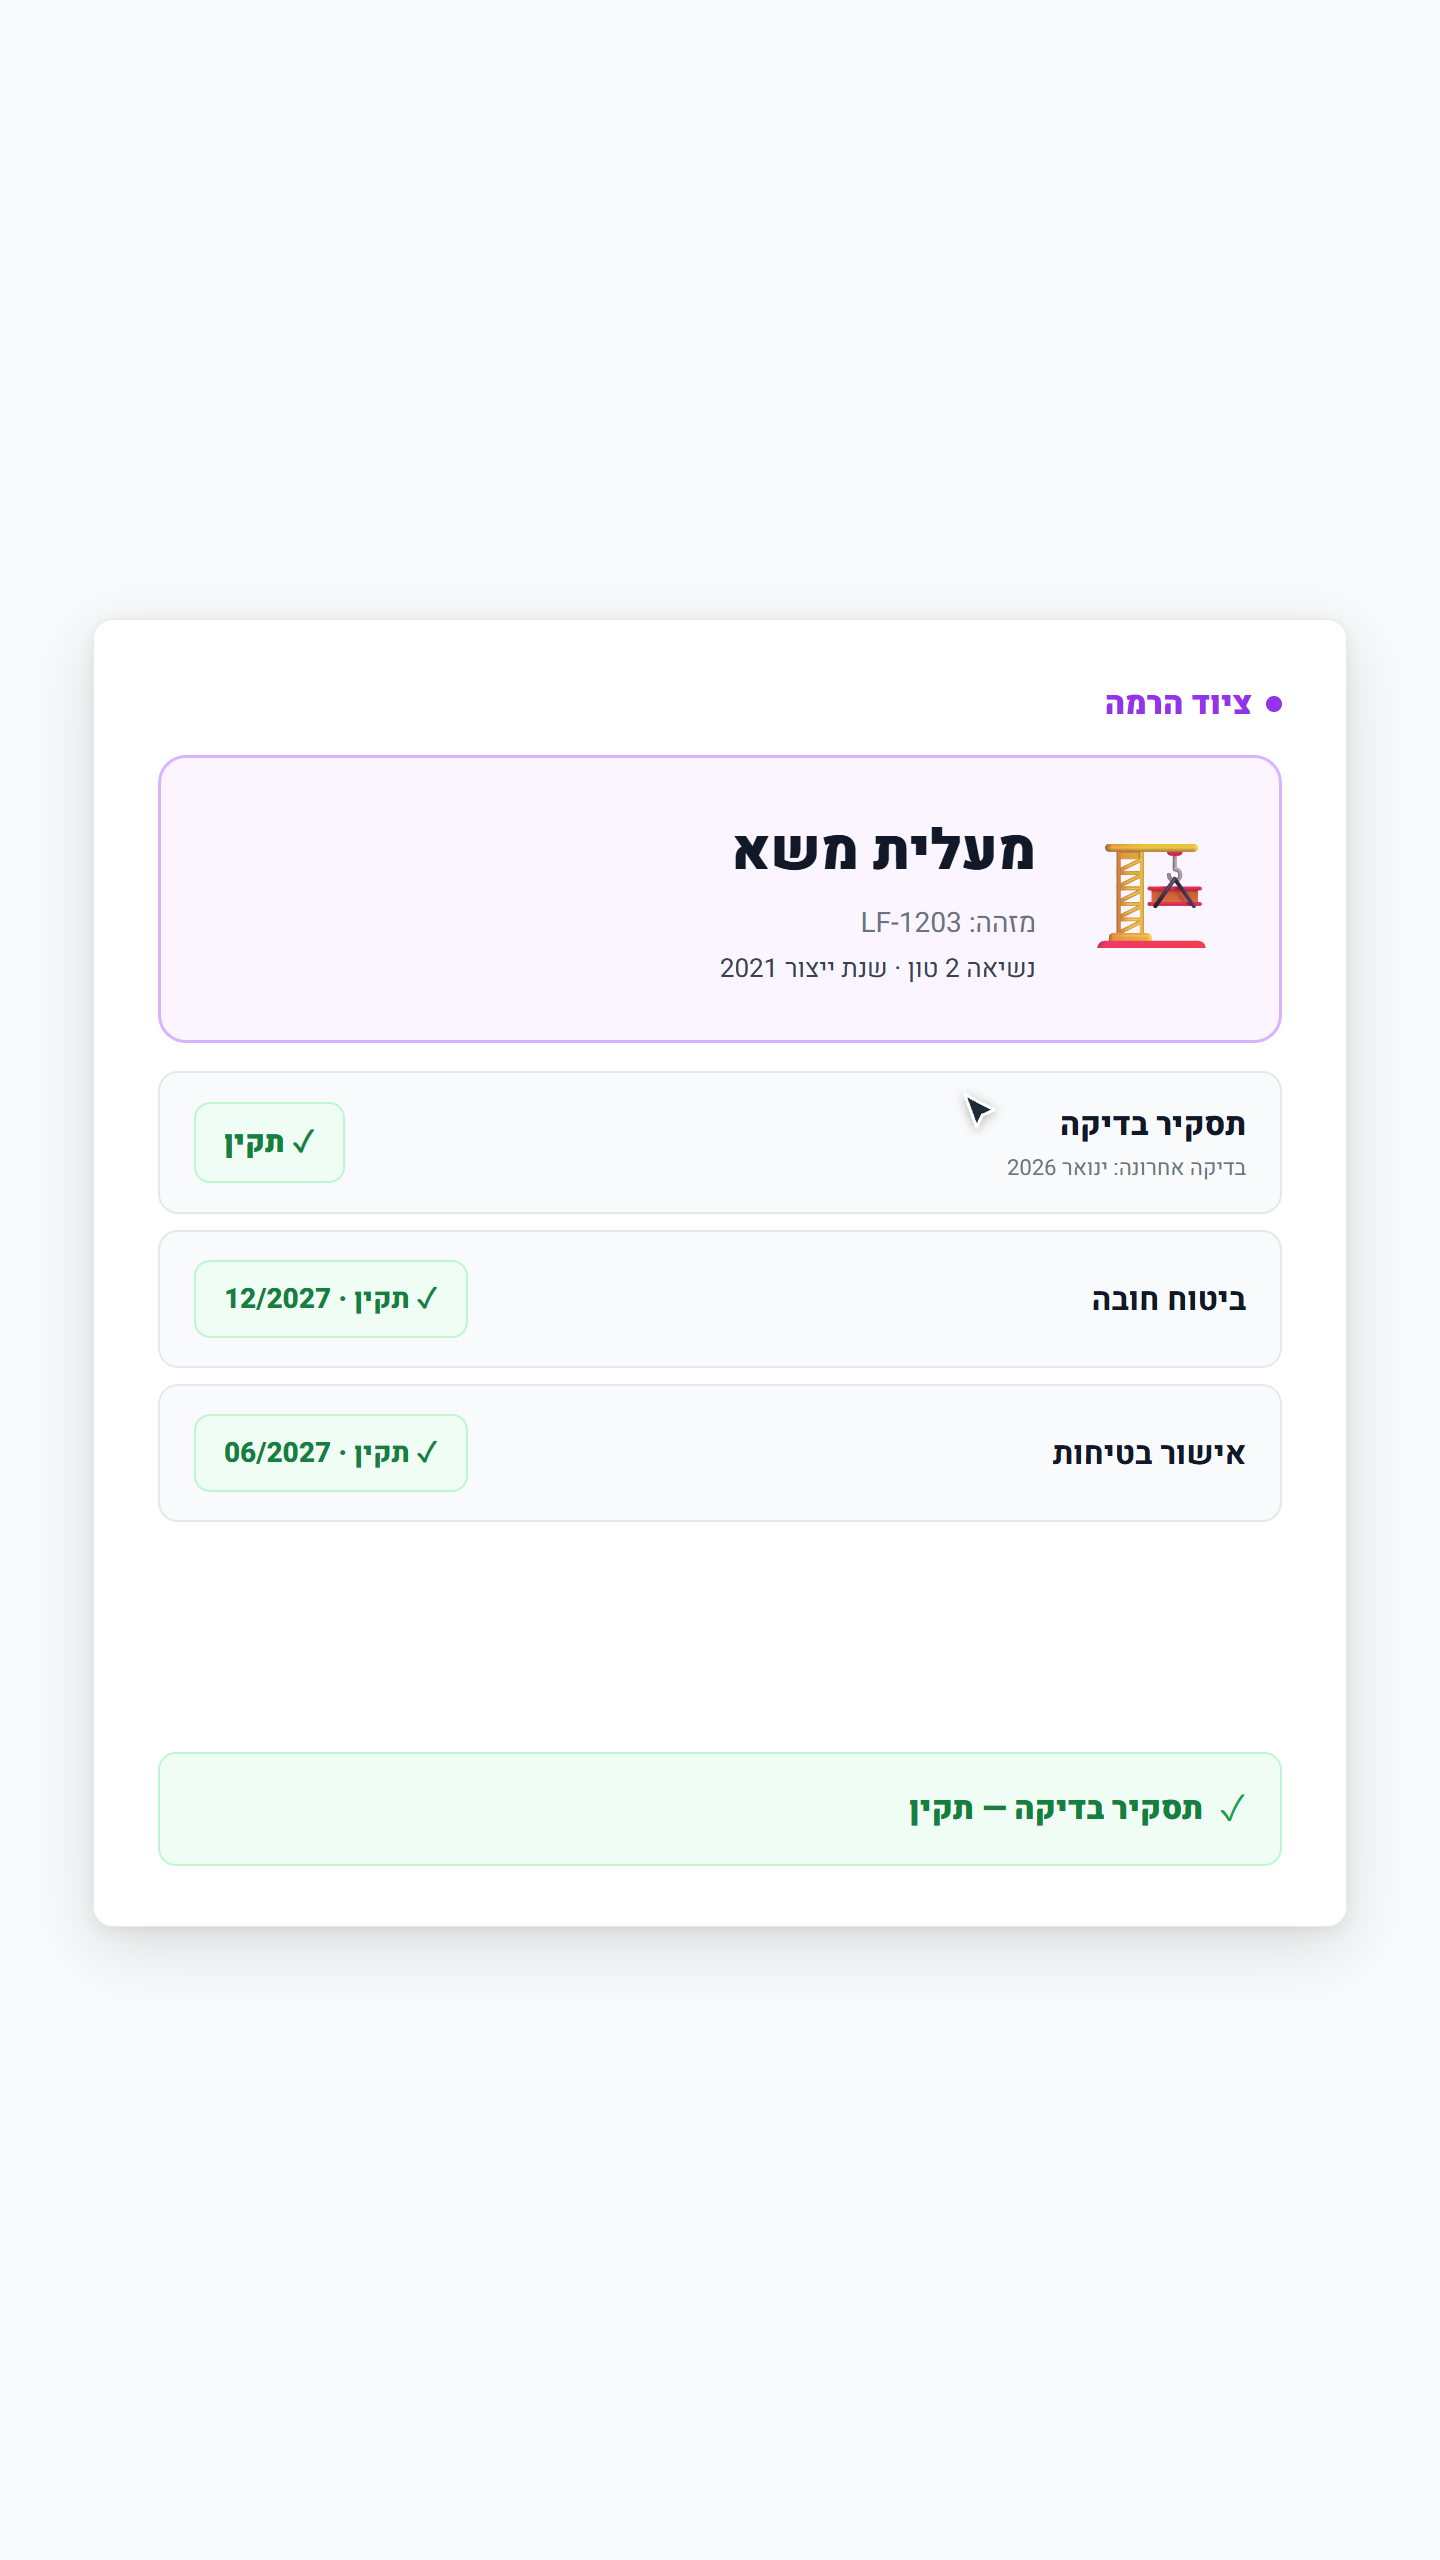 ציוד הרמה
מעלית משא
מזהה: LF-1203
נשיאה 2 טון · שנת ייצור 2021
תסקיר בדיקה
בדיקה אחרונה: ינואר 2026
✓ תקין
ביטוח חובה
✓ תקין · 12/2027
אישור בטיחות
✓ תקין · 06/2027
✓ תסקיר בדיקה — תקין